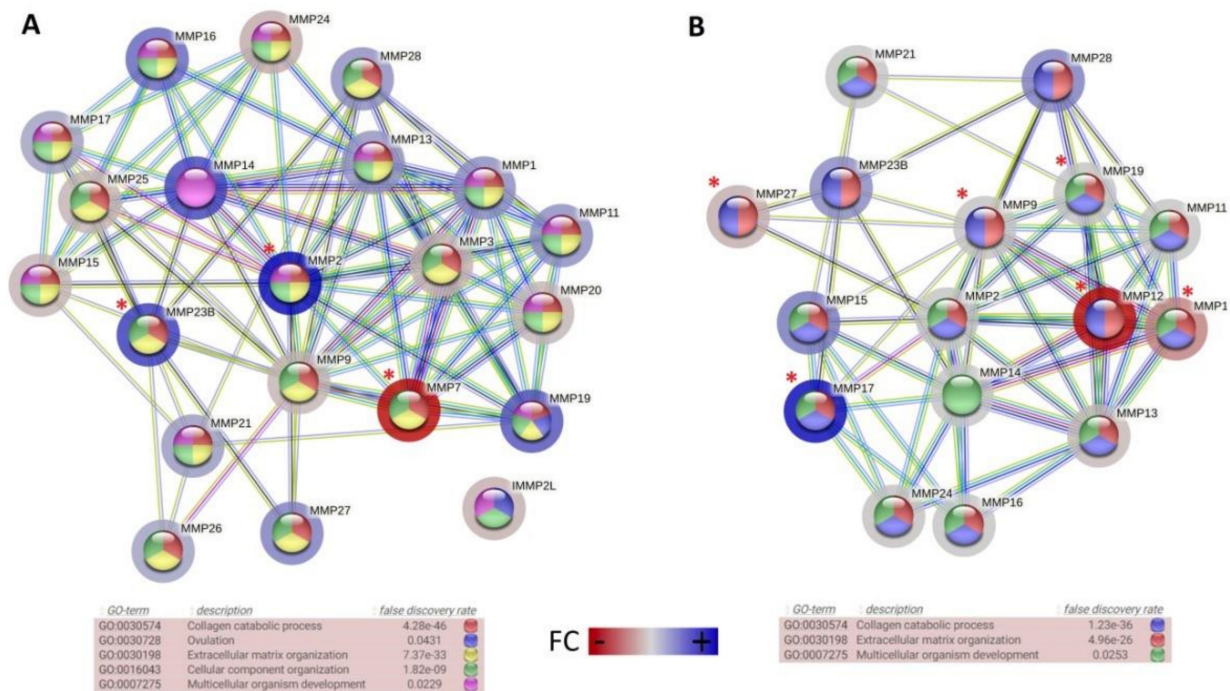 A
MMP16
MMP24
MMP28
MMP17
MMP14
MMP13
MMP1
MMP25
MMP11
MMP3
*
MMP2
MMP15
MMP20
*
MMP23B
MMP9
*
MMP7
MMP19
MMP21
IMMP2L
MMP27
MMP26
GO-term description false discovery rate
GO:0030574 Collagen catabolic process 4.28e-46
GO:0030728 Ovulation 0.0431
GO:0030198 Extracellular matrix organization 7.37e-33
GO:0016043 Cellular component organization 1.82e-09
GO:0007275 Multicellular organism development 0.0229
FC - +
B
MMP21
MMP28
MMP23B
*
MMP19
*
MMP27
*
MMP9
MMP11
MMP15
MMP2
*
MMP12
*
MMP1
*
MMP17
MMP14
MMP13
MMP24
MMP16
GO-term description false discovery rate
GO:0030574 Collagen catabolic process 1.23e-36
GO:0030198 Extracellular matrix organization 4.96e-26
GO:0007275 Multicellular organism development 0.0253